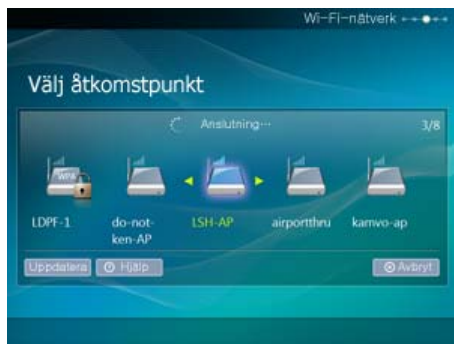 Wi-Fi-nätverk
Välj åtkomstpunkt
Anslutning...
3/8
WPA
LDPF-1
do-not-
ken-AP
LSH-AP
airportthru
kamvo-ap
Uppdatera
Hjälp
Avbryt